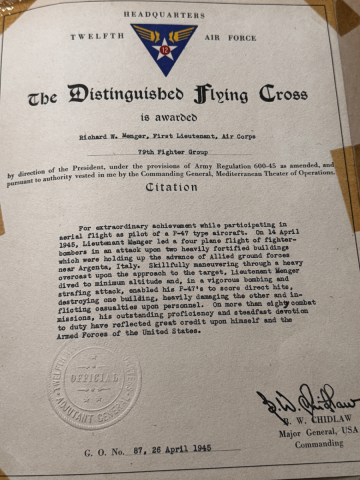 HEADQUARTERS
TWELFTH AIR FORCE
12
The Distinguished Flying Cross
is awarded
Richard W. Menger, First Lieutenant, Air Corps
79th Fighter Group
by direction of the President, under the provisions of Army Regulation 600-45 as amended, and
pursuant to authority vested in me by the Commanding General, Mediterranean Theater of Operations.
Citation
For extraordinary achievement while participating in
aerial flight as pilot of a P-47 type aircraft. On 14 April
1945, Lieutenant Menger led a four plane flight of fighter-
bombers in an attack upon two heavily fortified buildings
which were holding up the advance of Allied ground forces
near Argenta, Italy. Skillfully maneuvering through a heavy
overcast upon the approach to the target, Lieutenant Menger
dived to minimum altitude and, in a vigorous bombing and
strafing attack, enabled his P-47's to score direct hits,
destroying one building, heavily damaging the other and in-
flicting casualties upon personnel. On more than eighty combat
missions, his outstanding proficiency and steadfast devotion
to duty have reflected great credit upon himself and the
Armed Forces of the United States.
OFFICIAL
ADJUTANT GENERAL
B. W. Chidlaw
B. W. CHIDLAW
Major General, USA
Commanding
G. O. No. 87, 26 April 1945